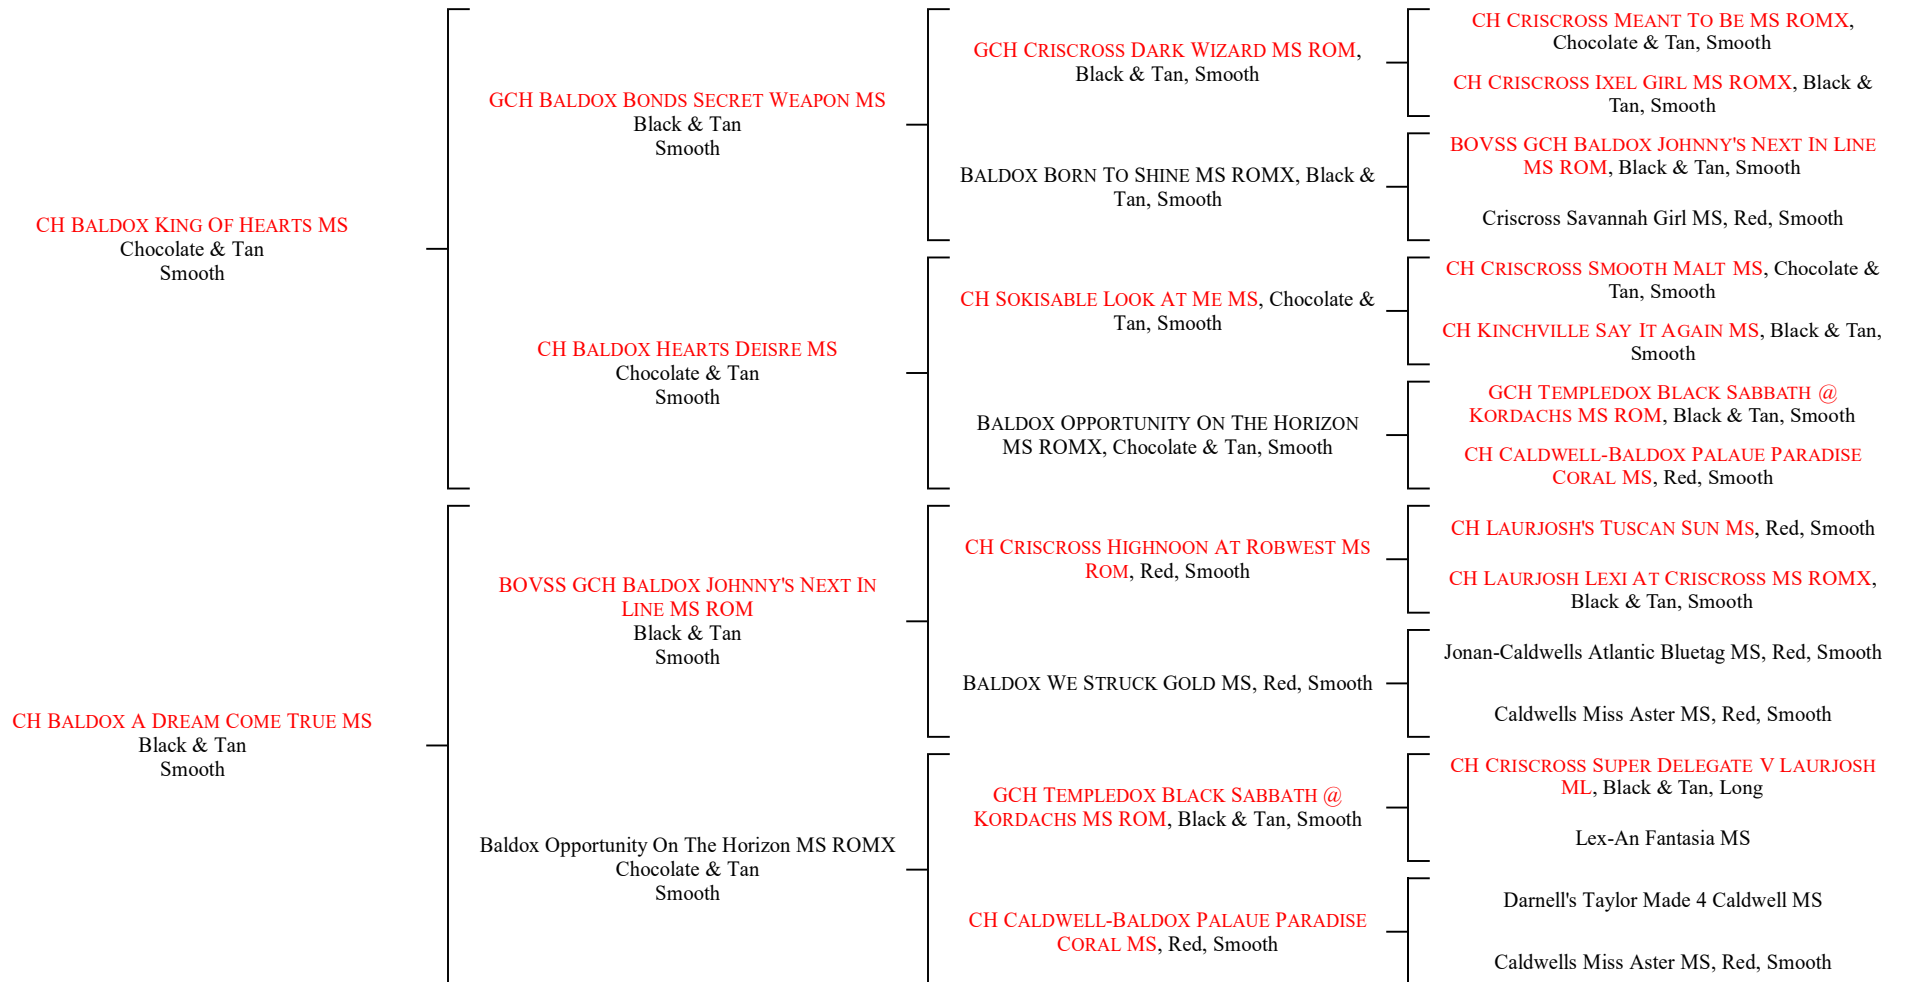 CH BALDOX KING OF HEARTS MS
Chocolate & Tan
Smooth
CH BALDOX A DREAM COME TRUE MS
Black & Tan
Smooth
GCH BALDOX BONDS SECRET WEAPON MS
Black & Tan
Smooth
CH BALDOX HEARTS DEISRE MS
Chocolate & Tan
Smooth
BOVSS GCH BALDOX JOHNNY'S NEXT IN
LINE MS ROM
Black & Tan
Smooth
Baldox Opportunity On The Horizon MS ROMX
Chocolate & Tan
Smooth
GCH CRISCROSS DARK WIZARD MS ROM,
Black & Tan, Smooth
BALDOX BORN TO SHINE MS ROMX, Black &
Tan, Smooth
CH SOKISABLE LOOK AT ME MS, Chocolate &
Tan, Smooth
BALDOX OPPORTUNITY ON THE HORIZON
MS ROMX, Chocolate & Tan, Smooth
CH CRISCROSS HIGHNOON AT ROBWEST MS
ROM, Red, Smooth
BALDOX WE STRUCK GOLD MS, Red, Smooth
GCH TEMPLEDOX BLACK SABBATH @
KORDACHS MS ROM, Black & Tan, Smooth
CH CALDWELL-BALDOX PALAUE PARADISE
CORAL MS, Red, Smooth
CH CRISCROSS MEANT TO BE MS ROMX,
Chocolate & Tan, Smooth
CH CRISCROSS IXEL GIRL MS ROMX, Black &
Tan, Smooth
BOVSS GCH BALDOX JOHNNY'S NEXT IN LINE
MS ROM, Black & Tan, Smooth
Criscross Savannah Girl MS, Red, Smooth
CH CRISCROSS SMOOTH MALT MS, Chocolate &
Tan, Smooth
CH KINCHVILLE SAY IT AGAIN MS, Black & Tan,
Smooth
GCH TEMPLEDOX BLACK SABBATH @
KORDACHS MS ROM, Black & Tan, Smooth
CH CALDWELL-BALDOX PALAUE PARADISE
CORAL MS, Red, Smooth
CH LAURJOSH'S TUSCAN SUN MS, Red, Smooth
CH LAURJOSH LEXI AT CRISCROSS MS ROMX,
Black & Tan, Smooth
Jonan-Caldwells Atlantic Bluetag MS, Red, Smooth
Caldwells Miss Aster MS, Red, Smooth
CH CRISCROSS SUPER DELEGATE V LAURJOSH
ML, Black & Tan, Long
Lex-An Fantasia MS
Darnell's Taylor Made 4 Caldwell MS
Caldwells Miss Aster MS, Red, Smooth